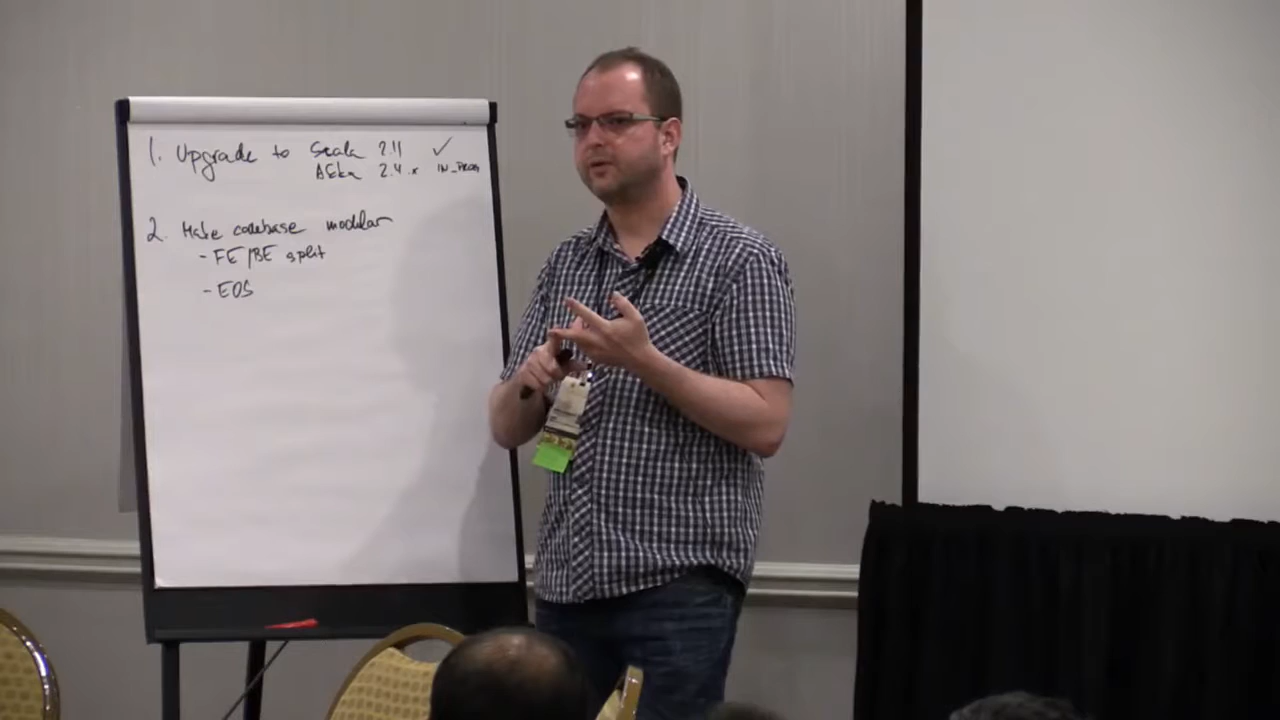 1. Upgrade to Scala 2.11 ✓
Akka 2.4.x IN_PROG
2. Make codebase modular
- FE/BE split
- EOS